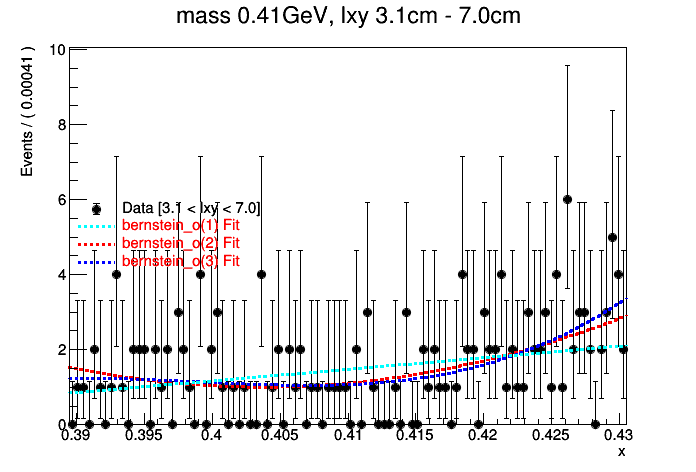 mass 0.41GeV, lxy 3.1cm - 7.0cm
Events / ( 0.00041 )
10
8
6
4
2
0
Data [3.1 < lxy < 7.0]
bernstein_o(1) Fit
bernstein_o(2) Fit
bernstein_o(3) Fit
0.39 0.395 0.4 0.405 0.41 0.415 0.42 0.425 0.43
x